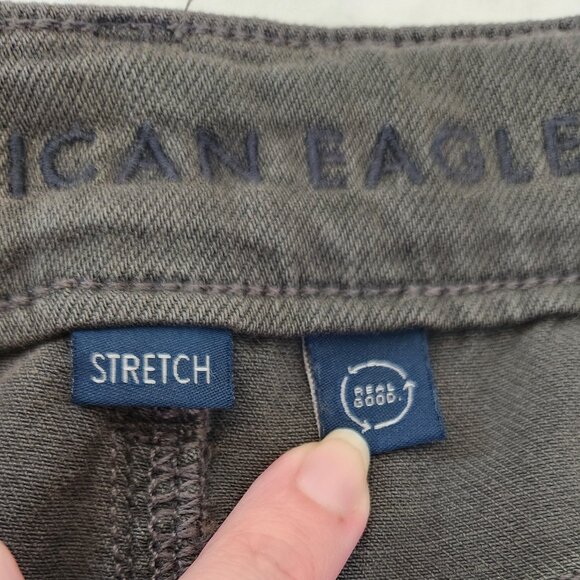 ICAN EAGLE
STRETCH
REAL
GOOD.